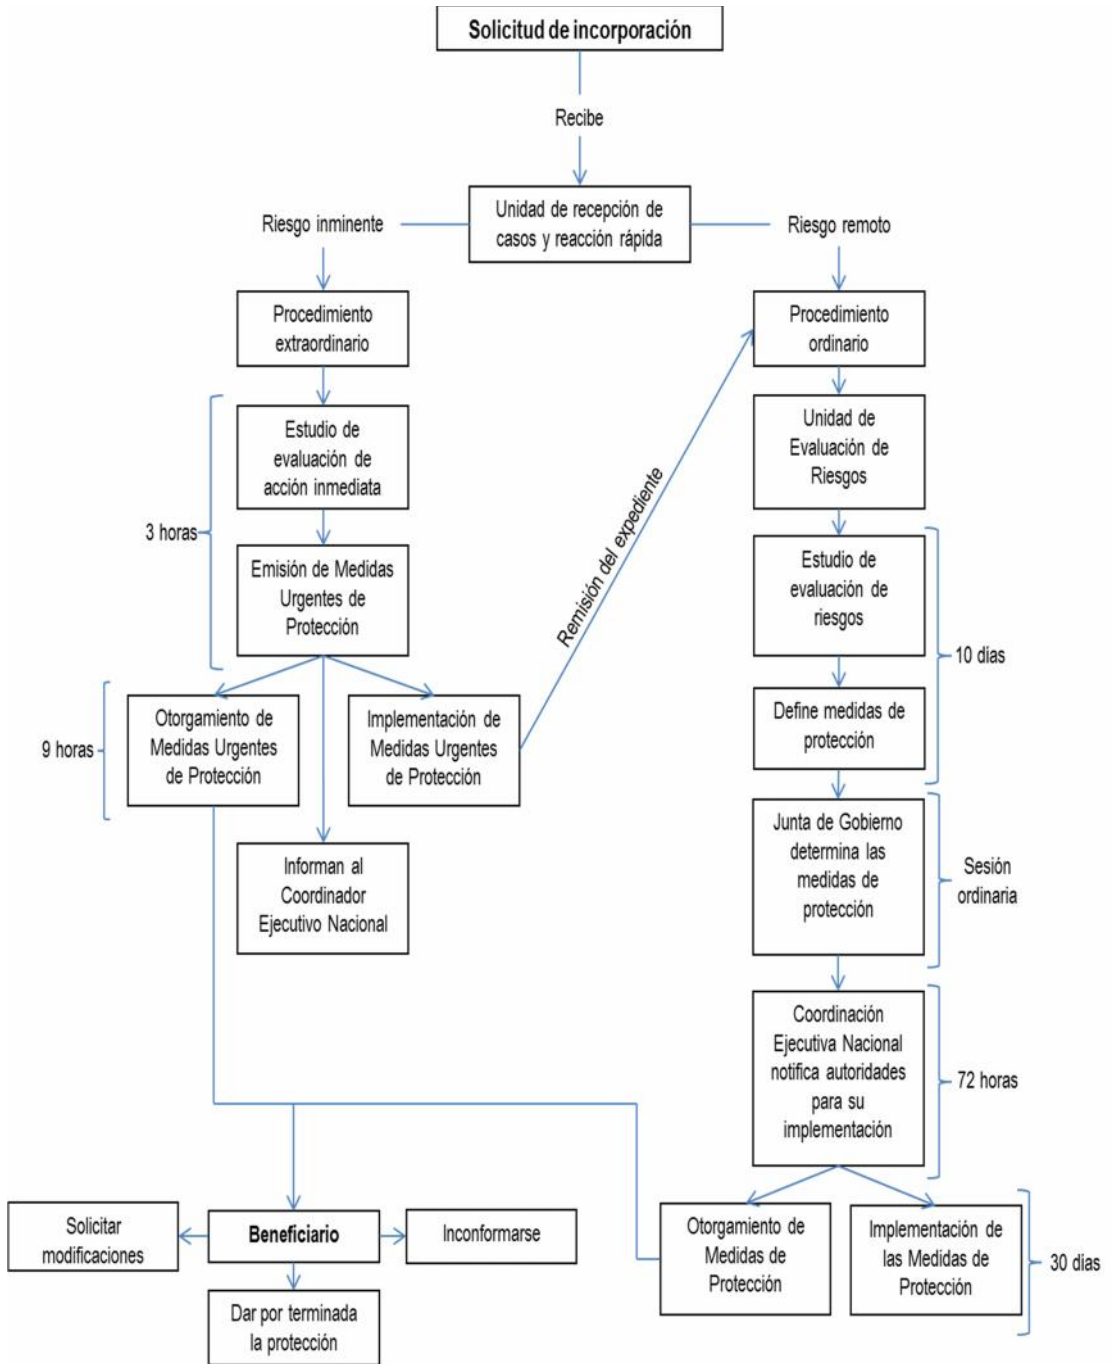 Solicitud de incorporación
Recibe
Unidad de recepción de
casos y reacción rápida
Riesgo inminente
Riesgo remoto
Procedimiento
extraordinario
Procedimiento
ordinario
Estudio de
evaluación de
acción inmediata
Unidad de
Evaluación de
Riesgos
3 horas
Emisión de Medidas
Urgentes de
Protección
Remisión del expediente
Estudio de
evaluación de
riesgos
10 días
Otorgamiento de
Medidas Urgentes
de Protección
Implementación de
Medidas Urgentes
de Protección
9 horas
Define medidas de
protección
Informan al
Coordinador
Ejecutivo Nacional
Junta de Gobierno
determina las
medidas de
protección
Sesión
ordinaria
Coordinación
Ejecutiva Nacional
notifica autoridades
para su
implementación
72 horas
Solicitar
modificaciones
Beneficiario
Inconformarse
Otorgamiento de
Medidas de
Protección
Implementación de
las Medidas de
Protección
30 dias
Dar por terminada
la protección